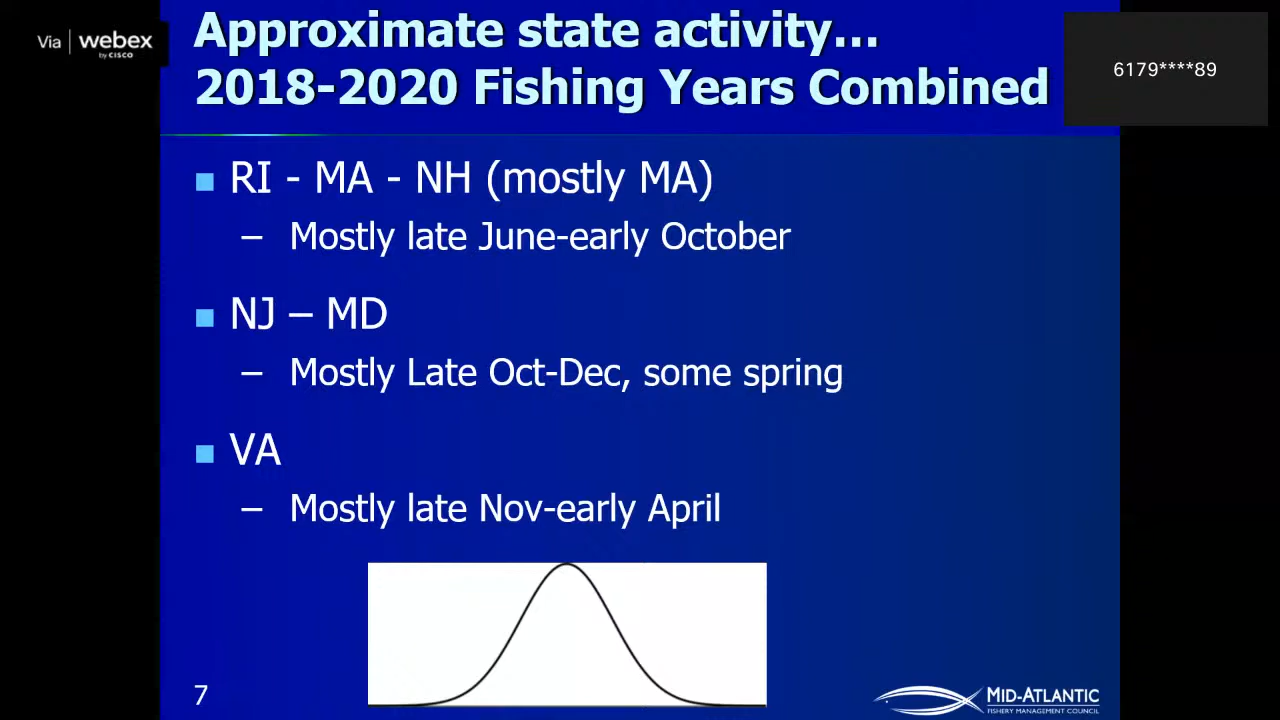 Via | webex
by CISCO
Approximate state activity…
2018-2020 Fishing Years Combined
6179****89
■ RI - MA - NH (mostly MA)
– Mostly late June-early October
■ NJ – MD
– Mostly Late Oct-Dec, some spring
■ VA
– Mostly late Nov-early April
7
MID-ATLANTIC
FISHERY MANAGEMENT COUNCIL